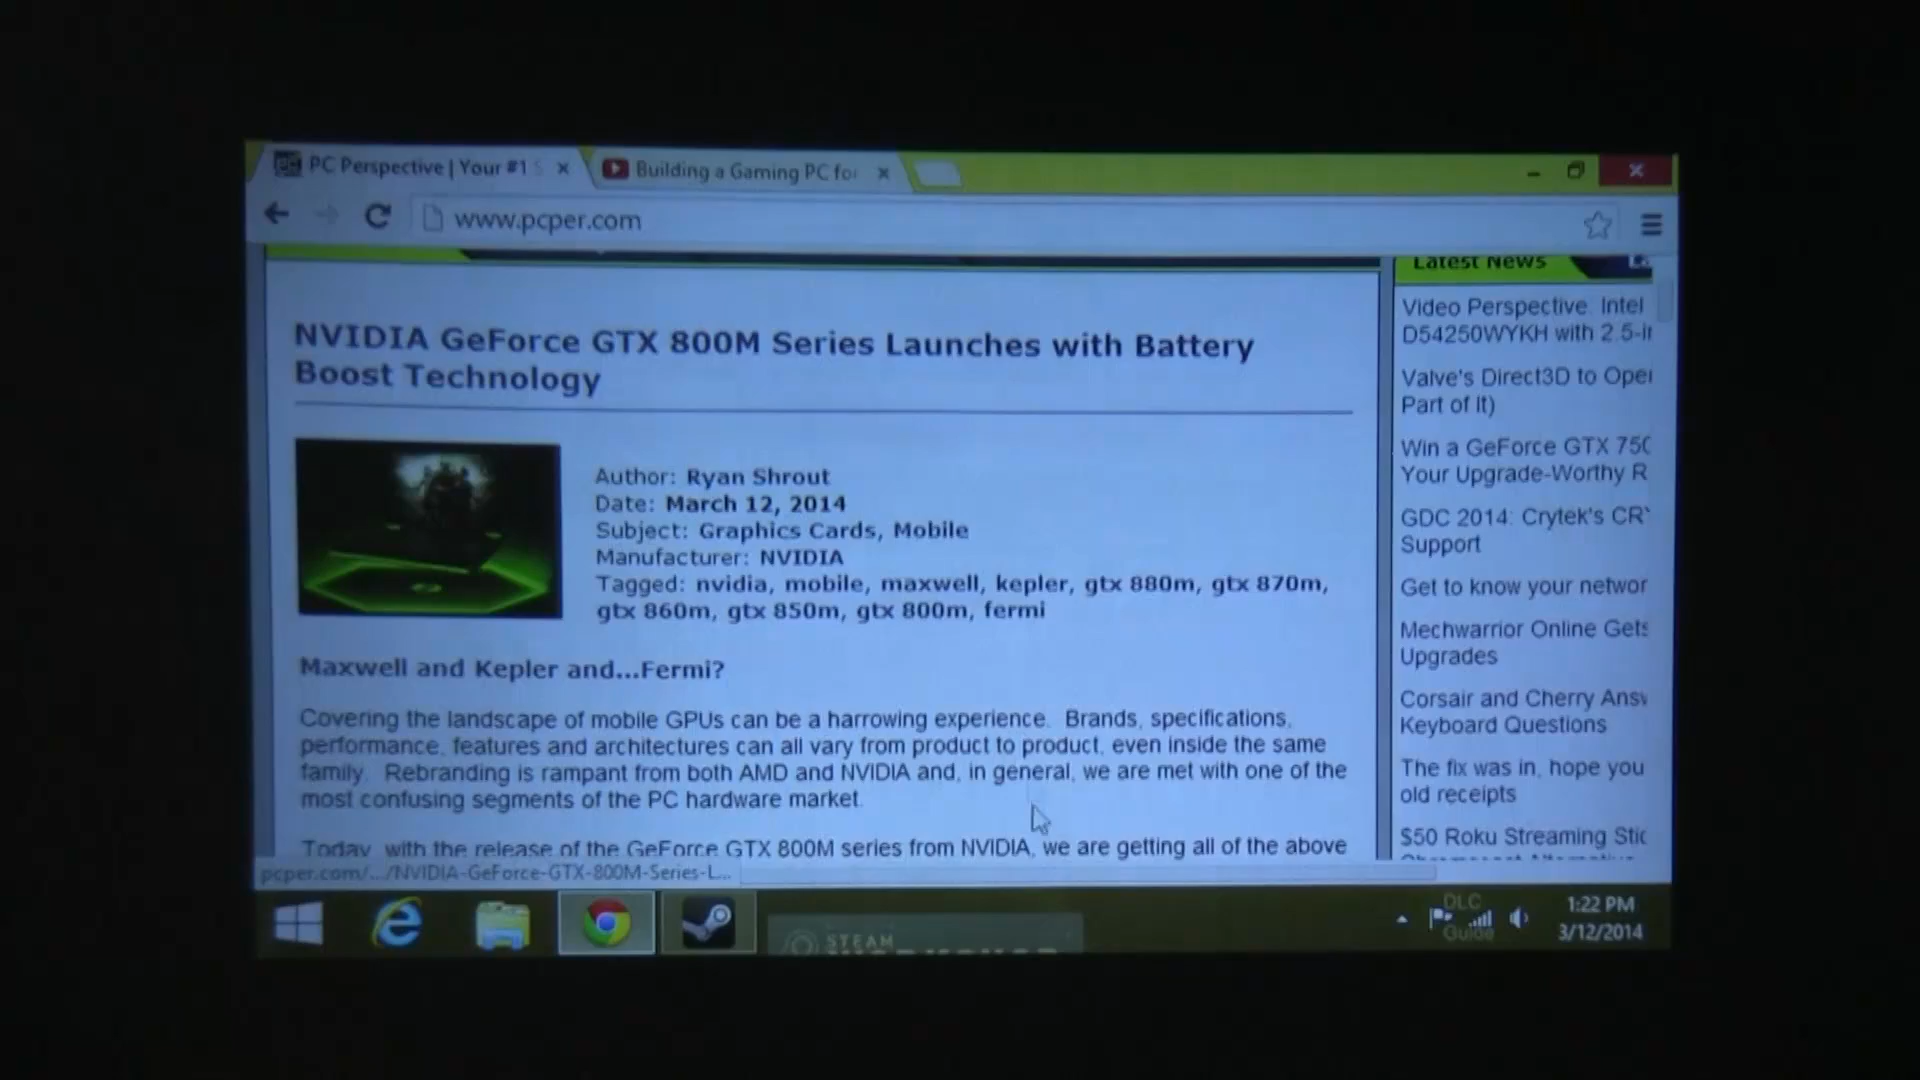 PC Perspective | Your #1
Building a Gaming PC for
www.pcper.com
Latest News
NVIDIA GeForce GTX 800M Series Launches with Battery
Boost Technology
Author: Ryan Shrout
Date: March 12, 2014
Subject: Graphics Cards, Mobile
Manufacturer: NVIDIA
Tagged: nvidia, mobile, maxwell, kepler, gtx 880m, gtx 870m,
gtx 860m, gtx 850m, gtx 800m, fermi
Maxwell and Kepler and...Fermi?
Covering the landscape of mobile GPUs can be a harrowing experience. Brands, specifications,
performance, features and architectures can all vary from product to product, even inside the same
family. Rebranding is rampant from both AMD and NVIDIA and, in general, we are met with one of the
most confusing segments of the PC hardware market.
Today, with the release of the GeForce GTX 800M series from NVIDIA, we are getting all of the above
Video Perspective: Intel
D54250WYKH with 2.5-i
Valve's Direct3D to Ope
Part of It)
Win a GeForce GTX 750
Your Upgrade-Worthy R
GDC 2014: Crytek's CR
Support
Get to know your networ
Mechwarrior Online Gets
Upgrades
Corsair and Cherry Answ
Keyboard Questions
The fix was in, hope you
old receipts
$50 Roku Streaming Stic
pcper.com/.../NVIDIA-GeForce-GTX-800M-Series-L...
STEAM
DLC
Guide
1:22 PM
3/12/2014